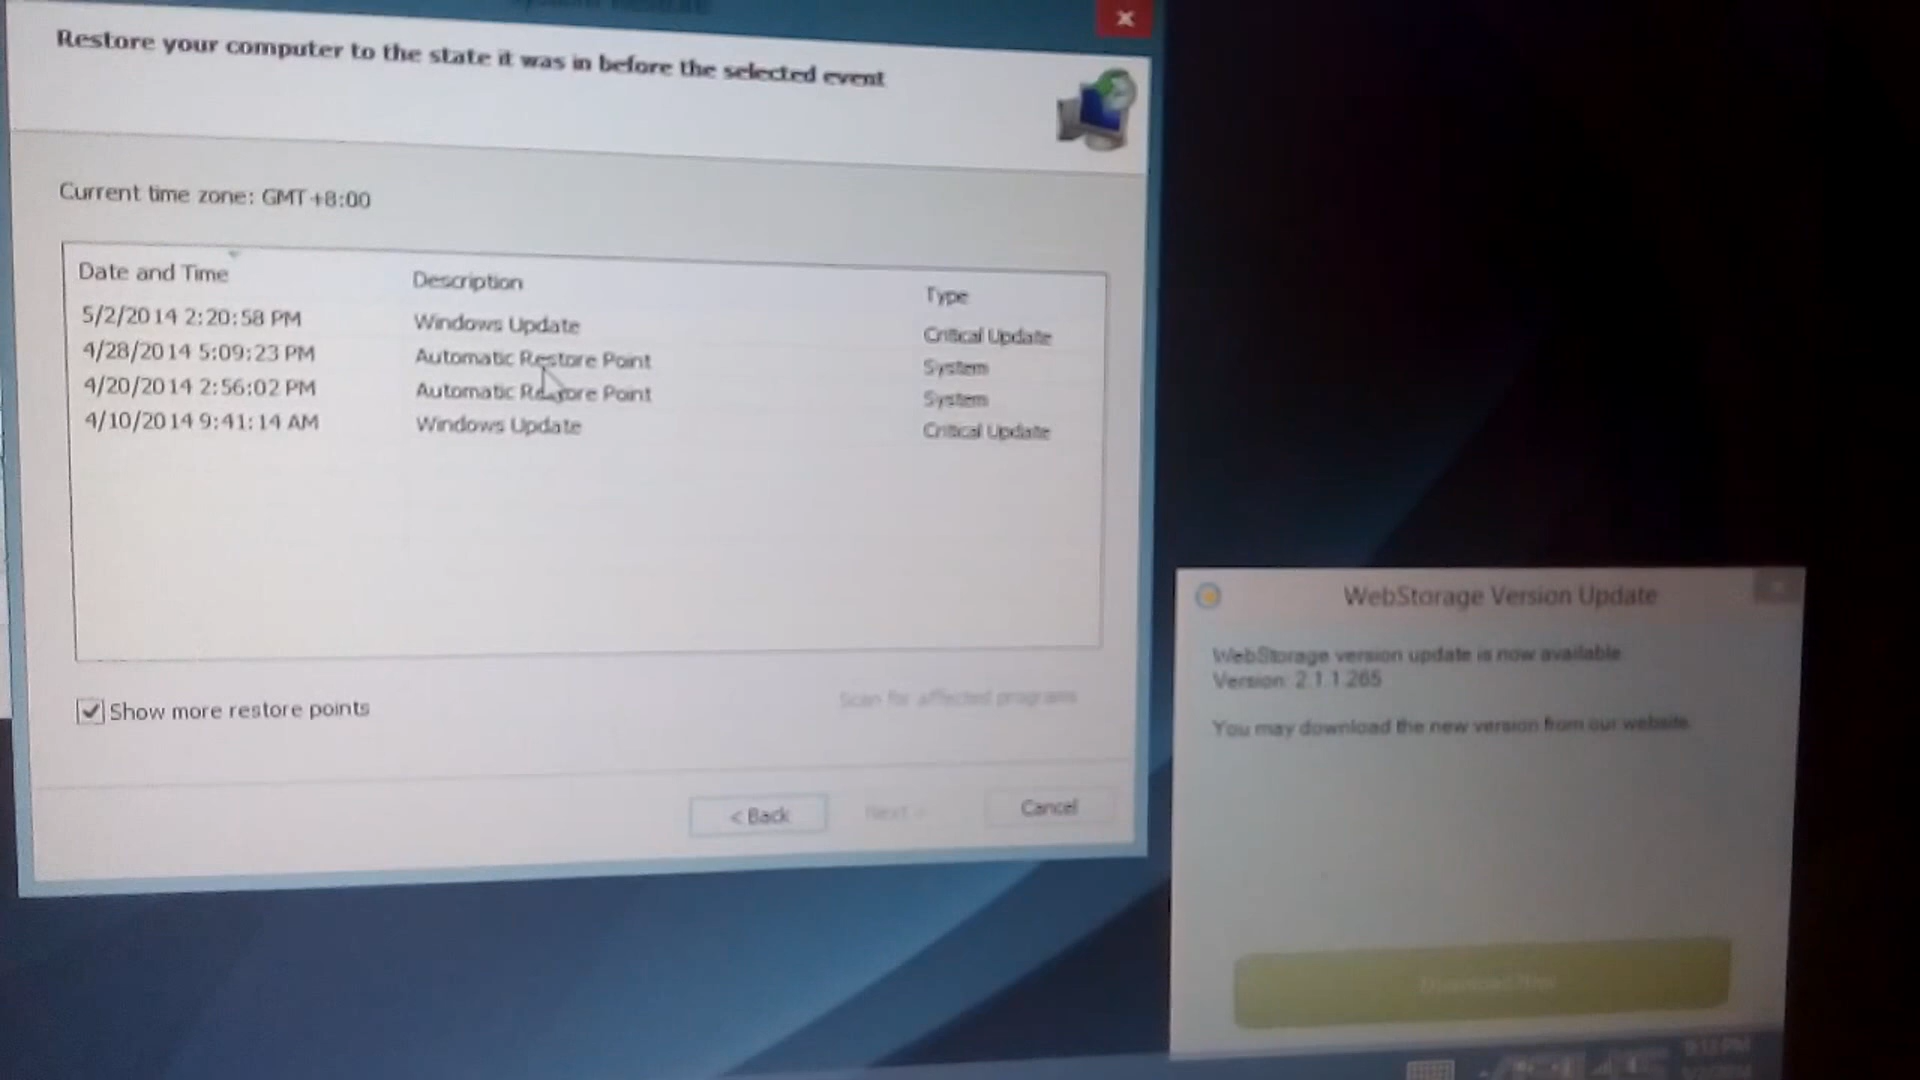 Restore your computer to the state it was in before the selected event
Current time zone: GMT+8:00
Date and Time Description Type
5/2/2014 2:20:58 PM Windows Update Critical Update
4/28/2014 5:09:23 PM Automatic Restore Point System
4/20/2014 2:56:02 PM Automatic Restore Point System
4/10/2014 9:41:14 AM Windows Update Critical Update
Show more restore points
Scan for affected programs
< Back Next > Cancel
WebStorage Version Update
WebStorage version update is now available
Version: 2.1.1.265
You may download the new version from our website.